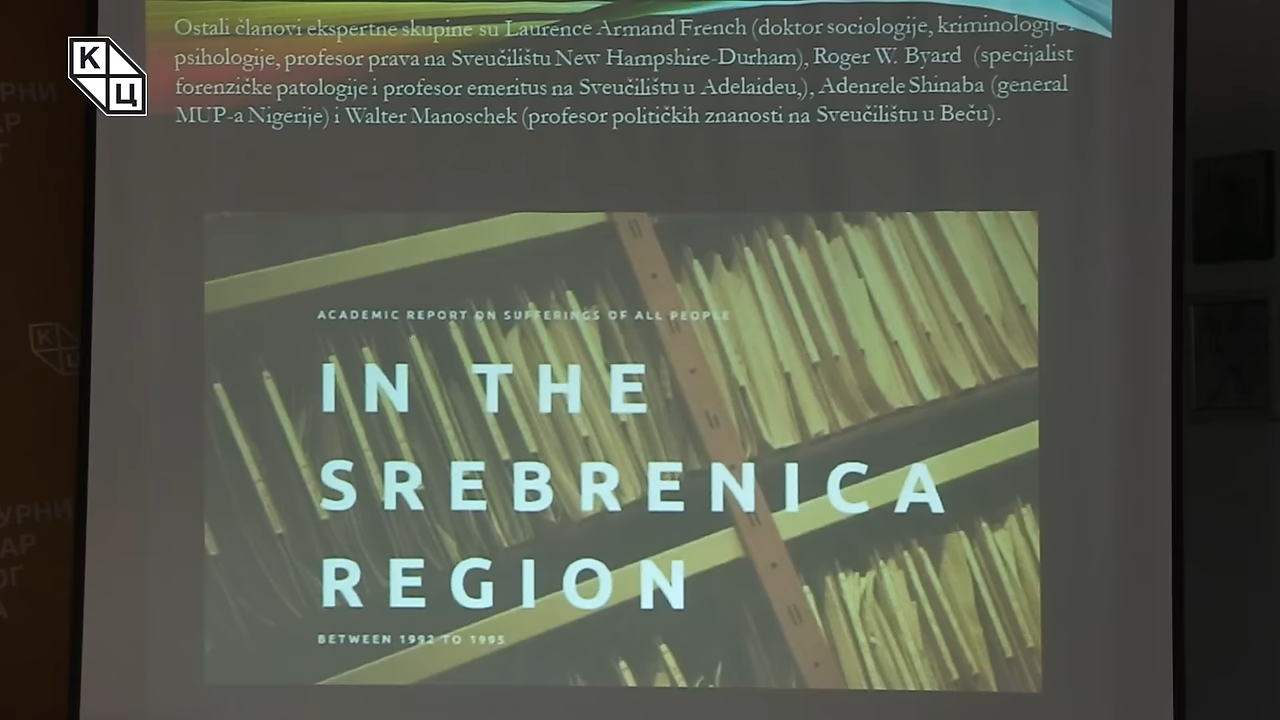 Ostali članovi ekspertne skupine su Laurence Armand French (doktor sociologije, kriminologije i
psihologije, profesor prava na Sveučilištu New Hampshire-Durham), Roger W. Byard (specijalist
forenzičke patologije i profesor emeritus na Sveučilištu u Adelaideu,), Adenrele Shinaba (general
MUP-a Nigerije) i Walter Manoschek (profesor političkih znanosti na Sveučilištu u Beču).
К
Ц
ACADEMIC REPORT ON SUFFERINGS OF ALL PEOPLE
IN THE
SREBRENICA
REGION
BETWEEN 1992 TO 1995
К
Ц